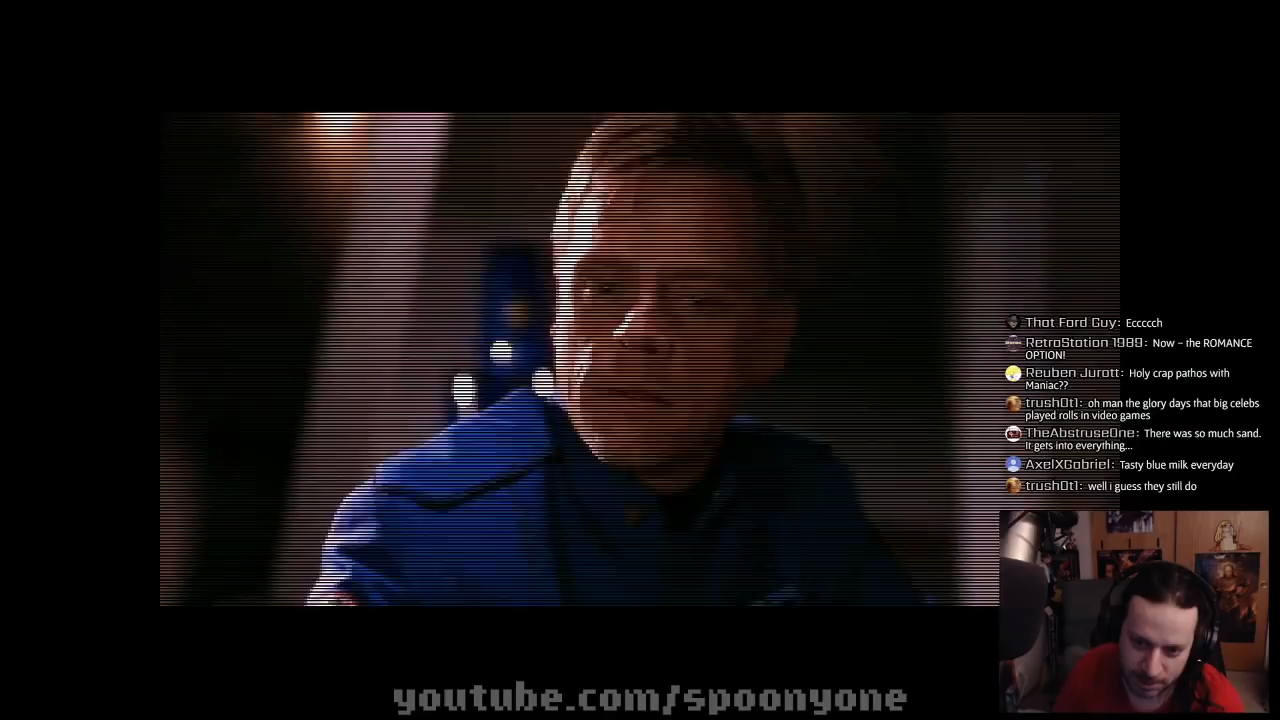 That Ford Guy: Eccccch
RetroStation 1989: Now – the ROMANCE
OPTION!
Reuben Jurott: Holy crap pathos with
Maniac??
trush0t1: oh man the glory days that big celebs
played rolls in video games
TheAbstruseOne: There was so much sand.
It gets into everything...
AxelXGabriel: Tasty blue milk everyday
trush0t1: well i guess they still do
youtube.com/spoonyone